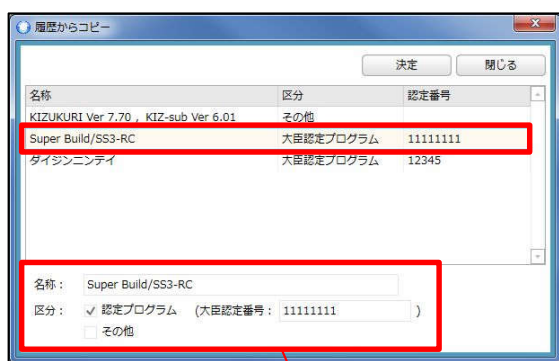 履歴からコピー
決定 閉じる
名称 区分 認定番号
KIZUKURI Ver 7.70 , KIZ-sub Ver 6.01 その他
Super Build/SS3-RC 大臣認定プログラム 11111111
ダイジンニンテイ 大臣認定プログラム 12345
名称： Super Build/SS3-RC
区分： ✓ 認定プログラム (大臣認定番号： 11111111 )
その他